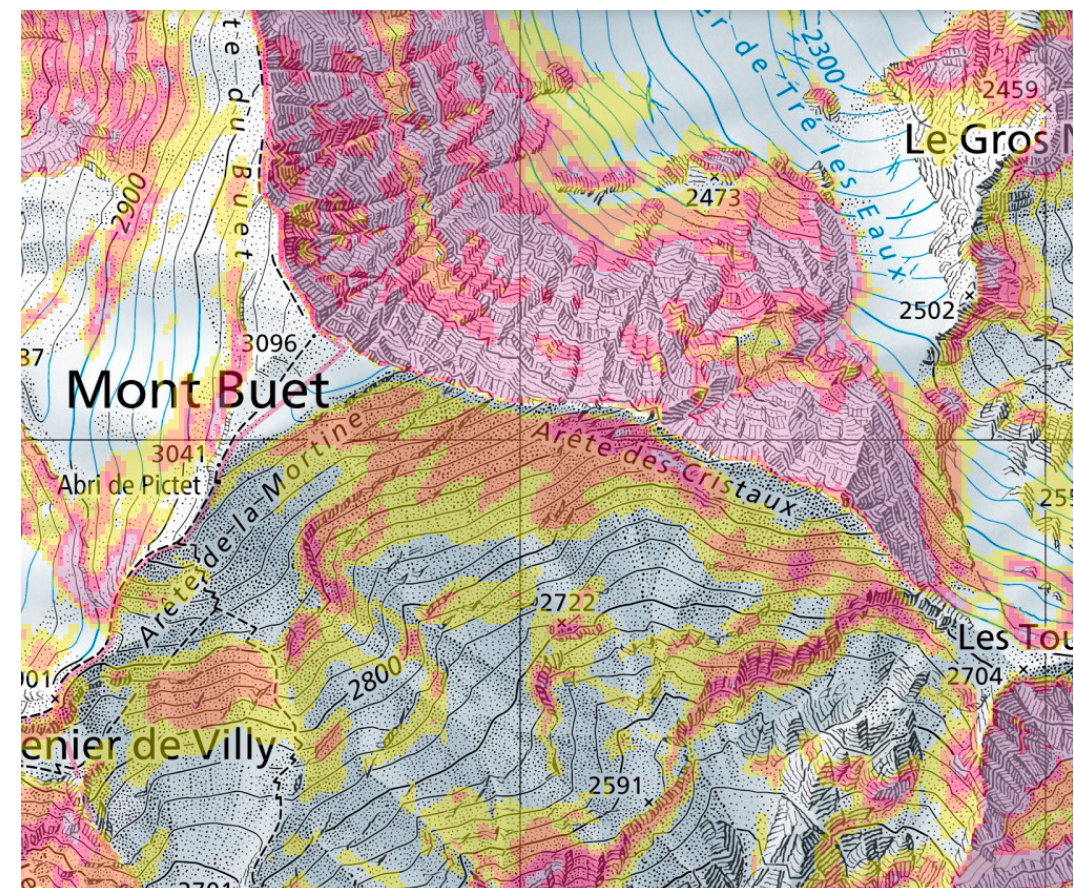 te du Buet
er de Tré les Eaux
2300
2459
Le Gros
2900
2473
2502
3096
Mont Buet
3041
Abri de Pictet
Arête de la Mortine
Arête des Cristaux
2722
2800
Les Tou
2704
enier de Villy
2591